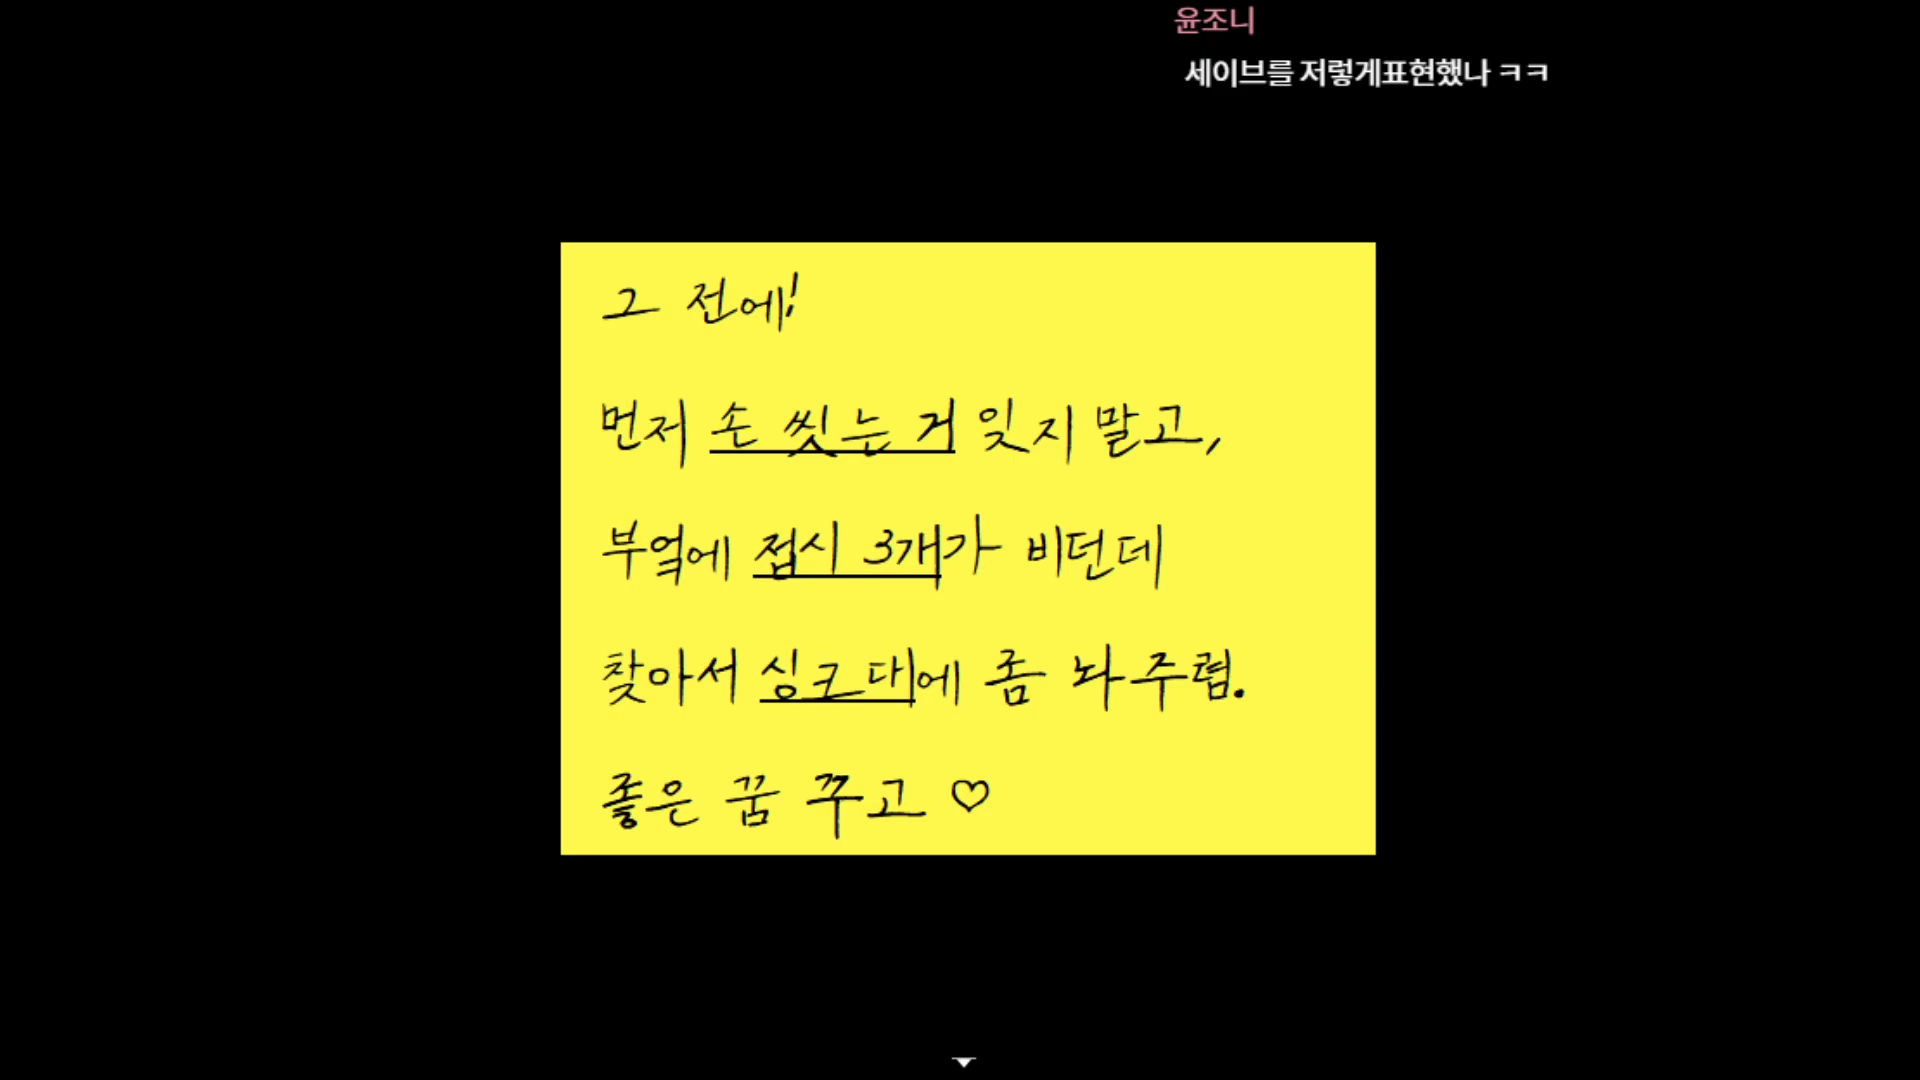 윤조니
세이브를 저렇게표현했나 ㅋㅋ
그 전에!
먼저 손 씻는 거 잊지 말고,
부엌에 접시 3개가 비던데
찾아서 싱크대에 좀 놔주렴.
좋은 꿈 꾸고 ♡